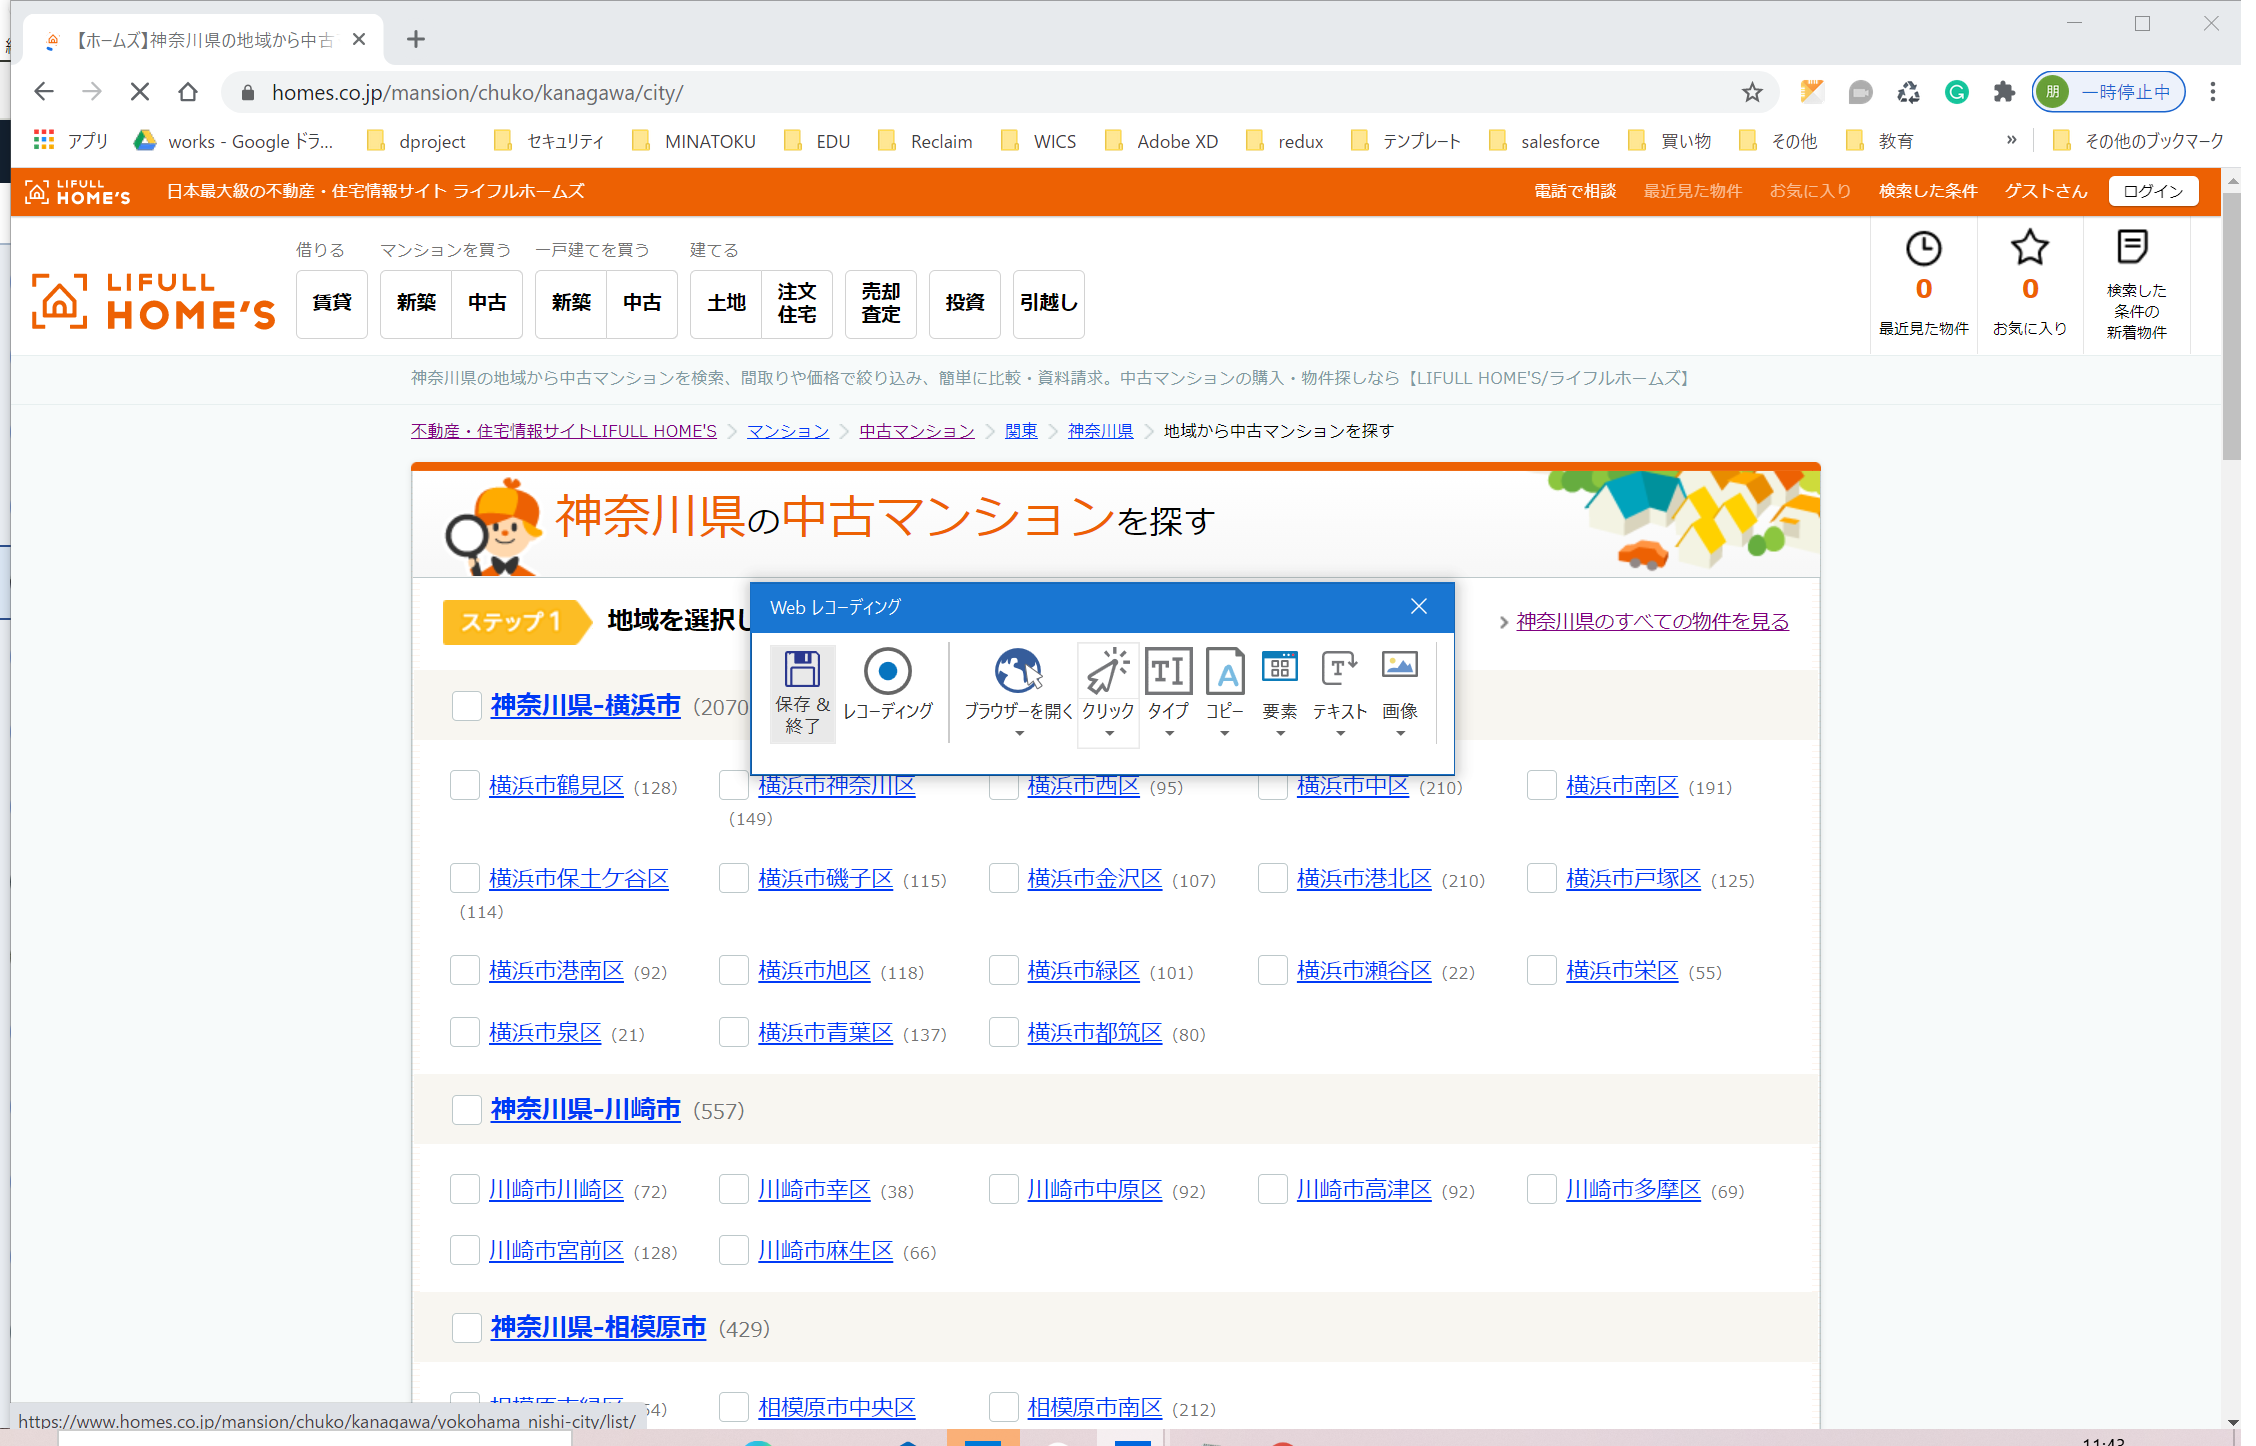 【ホームズ】神奈川県の地域から中古
homes.co.jp/mansion/chuko/kanagawa/city/
朋 一時停止中
アプリ works - Google ドラ... dproject セキュリティ MINATOKU EDU Reclaim WICS Adobe XD redux テンプレート salesforce 買い物 その他 教育 » その他のブックマーク
LIFULL HOME'S 日本最大級の不動産・住宅情報サイト ライフルホームズ 電話で相談 最近見た物件 お気に入り 検索した条件 ゲストさん ログイン
借りる マンションを買う 一戸建てを買う 建てる
LIFULL HOME'S
賃貸 新築 中古 新築 中古 土地 注文住宅 売却査定 投資 引越し
0 最近見た物件
0 お気に入り
検索した
条件の
新着物件
神奈川県の地域から中古マンションを検索、間取りや価格で絞り込み、簡単に比較・資料請求。中古マンションの購入・物件探しなら【LIFULL HOME'S/ライフルホームズ】
不動産・住宅情報サイトLIFULL HOME'S マンション 中古マンション 関東 神奈川県 地域から中古マンションを探す
神奈川県の中古マンションを探す
ステップ1 地域を選択し 神奈川県のすべての物件を見る
Web レコーディング
保存 & 終了 レコーディング ブラウザーを開く クリック タイプ コピー 要素 テキスト 画像
神奈川県-横浜市 (2070
横浜市鶴見区 (128) 横浜市神奈川区 (149) 横浜市西区 (95) 横浜市中区 (210) 横浜市南区 (191)
横浜市保土ケ谷区 (114) 横浜市磯子区 (115) 横浜市金沢区 (107) 横浜市港北区 (210) 横浜市戸塚区 (125)
横浜市港南区 (92) 横浜市旭区 (118) 横浜市緑区 (101) 横浜市瀬谷区 (22) 横浜市栄区 (55)
横浜市泉区 (21) 横浜市青葉区 (137) 横浜市都筑区 (80)
神奈川県-川崎市 (557)
川崎市川崎区 (72) 川崎市幸区 (38) 川崎市中原区 (92) 川崎市高津区 (92) 川崎市多摩区 (69)
川崎市宮前区 (128) 川崎市麻生区 (66)
神奈川県-相模原市 (429)
相模原市緑区 54) 相模原市中央区 相模原市南区 (212)
https://www.homes.co.jp/mansion/chuko/kanagawa/yokohama_nishi-city/list/
11:43